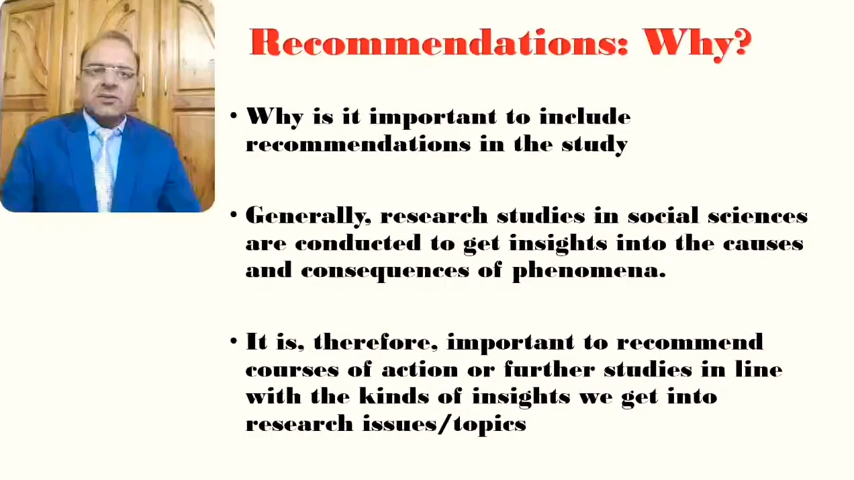 Recommendations: Why?
• Why is it important to include
recommendations in the study
• Generally, research studies in social sciences
are conducted to get insights into the causes
and consequences of phenomena.
• It is, therefore, important to recommend
courses of action or further studies in line
with the kinds of insights we get into
research issues/topics